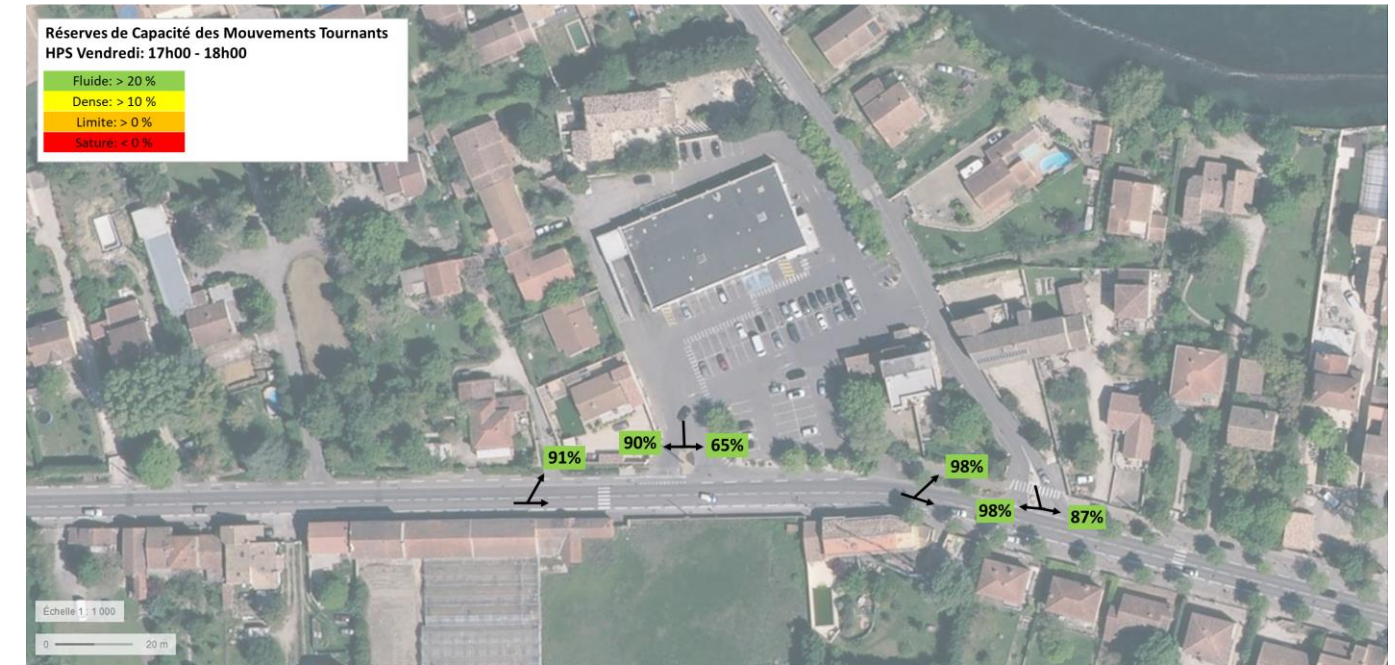 Réserves de Capacité des Mouvements Tournants
HPS Vendredi: 17h00 - 18h00
Fluide: > 20 %
Dense: > 10 %
Limite: > 0 %
Saturé: < 0 %
91%
90%
65%
98%
98%
87%
Échelle 1 : 1 000
0
20 m